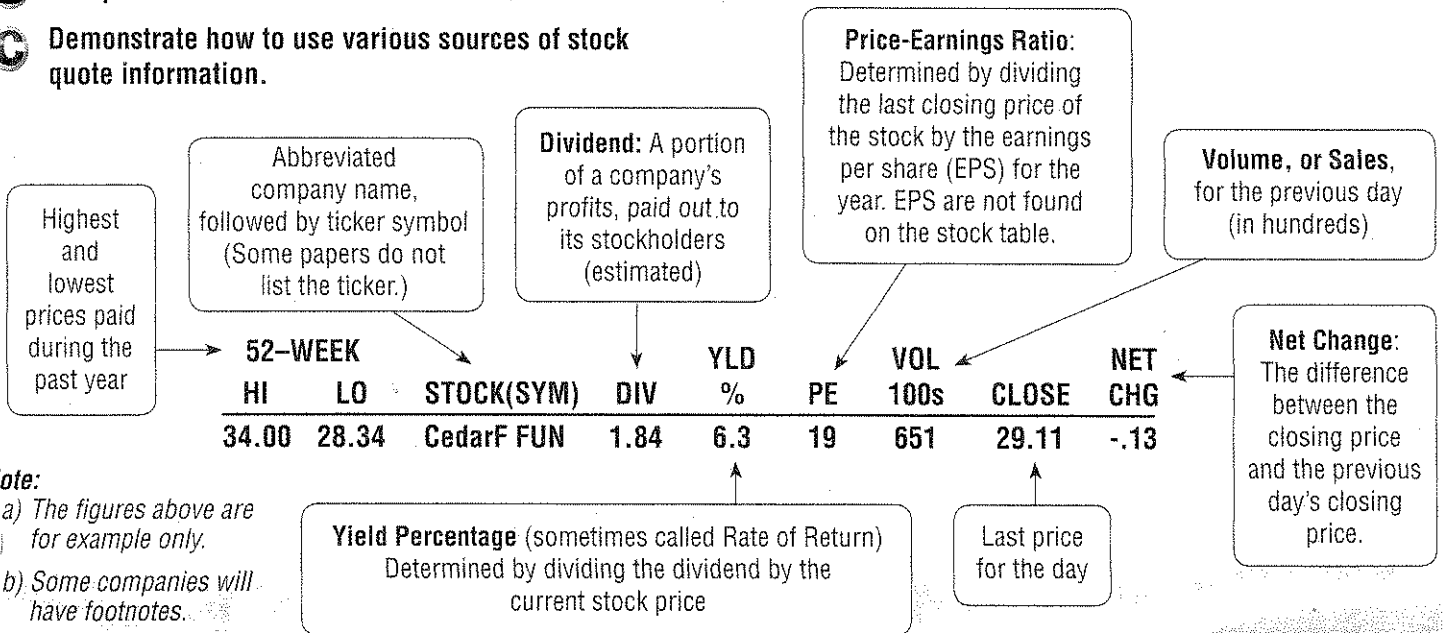 C Demonstrate how to use various sources of stock
quote information.
Highest
and
lowest
prices paid
during the
past year
Abbreviated
company name,
followed by ticker symbol
(Some papers do not
list the ticker.)
Dividend: A portion
of a company's
profits, paid out to
its stockholders
(estimated)
Price-Earnings Ratio:
Determined by dividing
the last closing price of
the stock by the earnings
per share (EPS) for the
year. EPS are not found
on the stock table.
Volume, or Sales,
for the previous day
(in hundreds)
Net Change:
The difference
between the
closing price
and the previous
day's closing
price.
52–WEEK YLD VOL NET
HI LO STOCK(SYM) DIV % PE 100s CLOSE CHG
34.00 28.34 CedarF FUN 1.84 6.3 19 651 29.11 -.13
a) The figures above are
for example only.
b) Some companies will
have footnotes.
Yield Percentage (sometimes called Rate of Return)
Determined by dividing the dividend by the
current stock price
Last price
for the day